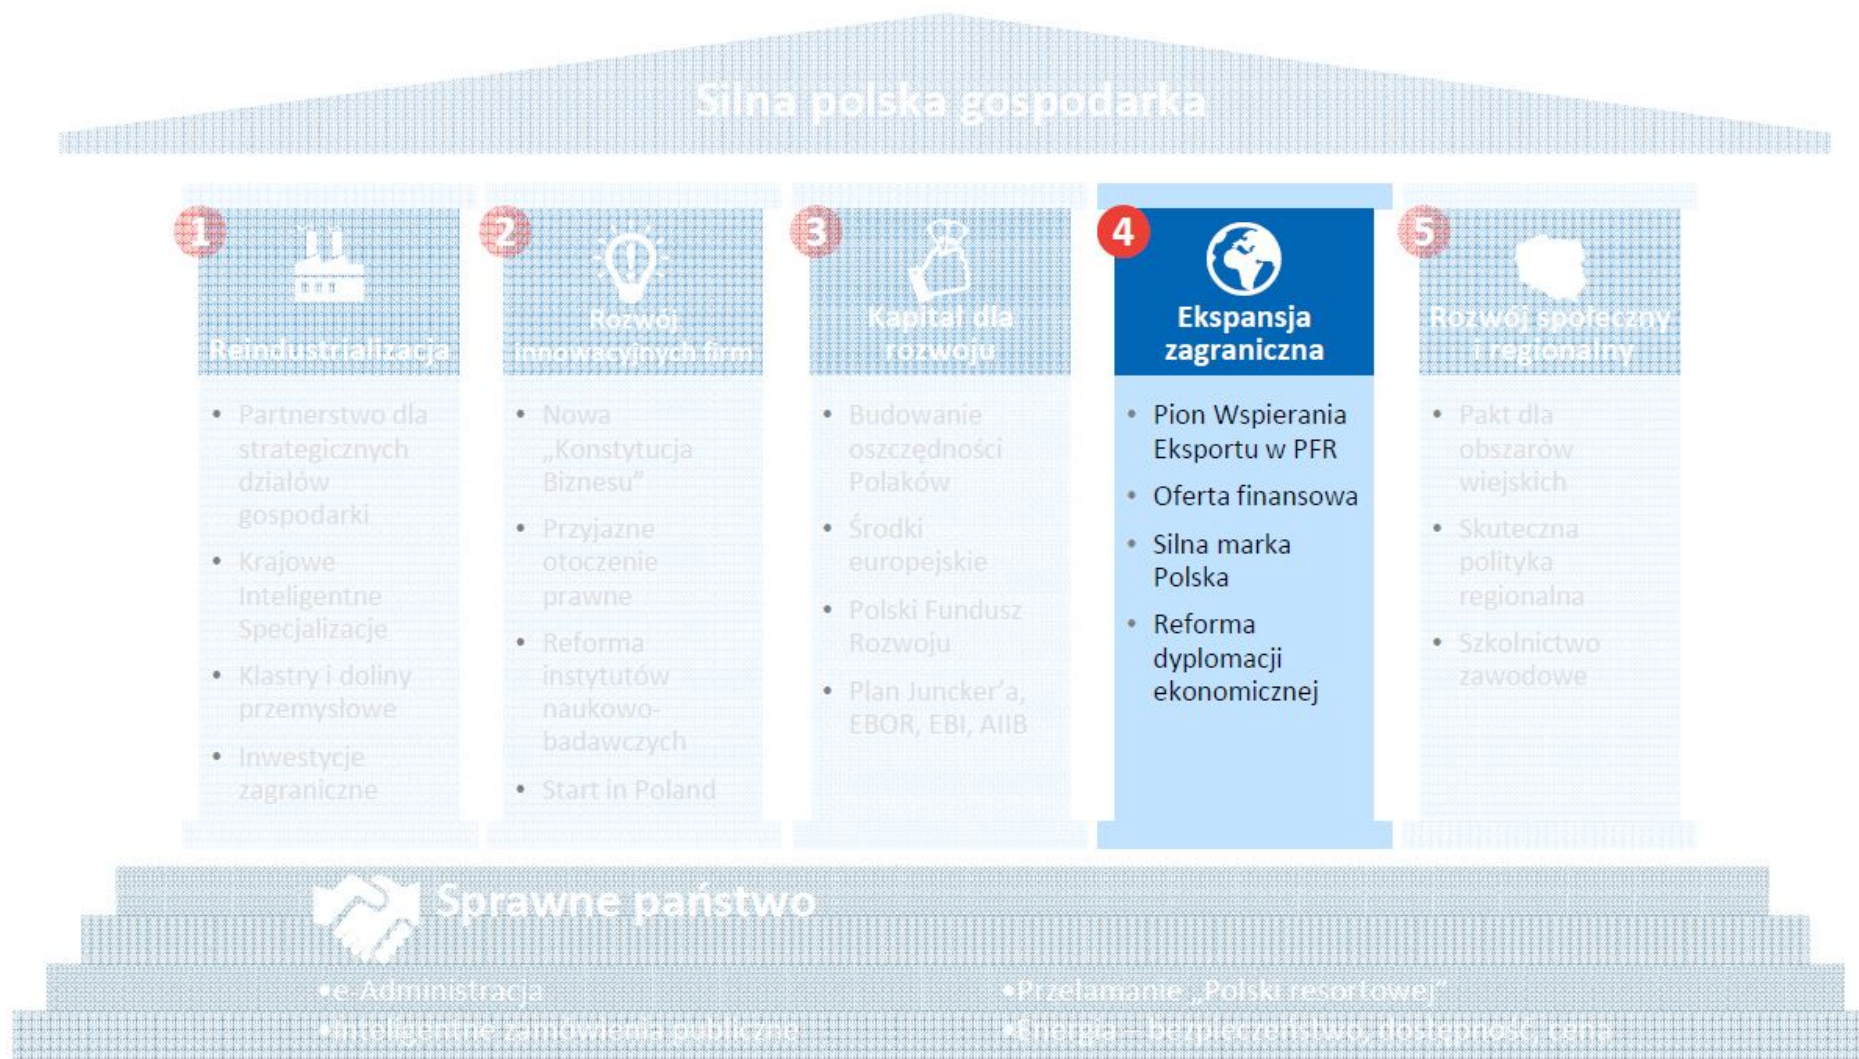 Silna polska gospodarka
1
Reindustrializacja
• Partnerstwo dla
strategicznych
działów
gospodarki
• Krajowe
Inteligentne
Specjalizacje
• Klastry i doliny
przemysłowe
• Inwestycje
zagraniczne
2
Rozwój
innowacyjnych firm
• Nowa
„Konstytucja
Biznesu”
• Przyjazne
otoczenie
prawne
• Reforma
instytutów
naukowo-
badawczych
• Start in Poland
3
Kapitał dla
rozwoju
• Budowanie
oszczędności
Polaków
• Środki
europejskie
• Polski Fundusz
Rozwoju
• Plan Juncker’a,
EBOR, EBI, AIIB
4
Ekspansja
zagraniczna
• Pion Wspierania
Eksportu w PFR
• Oferta finansowa
• Silna marka
Polska
• Reforma
dyplomacji
ekonomicznej
5
Rozwój społeczny
i regionalny
• Pakt dla
obszarów
wiejskich
• Skuteczna
polityka
regionalna
• Szkolnictwo
zawodowe
Sprawne państwo
•e-Administracja
•Inteligentne zamówienia publiczne
•Przełamanie „Polski resortowej”
•Energia – bezpieczeństwo, dostępność, cena